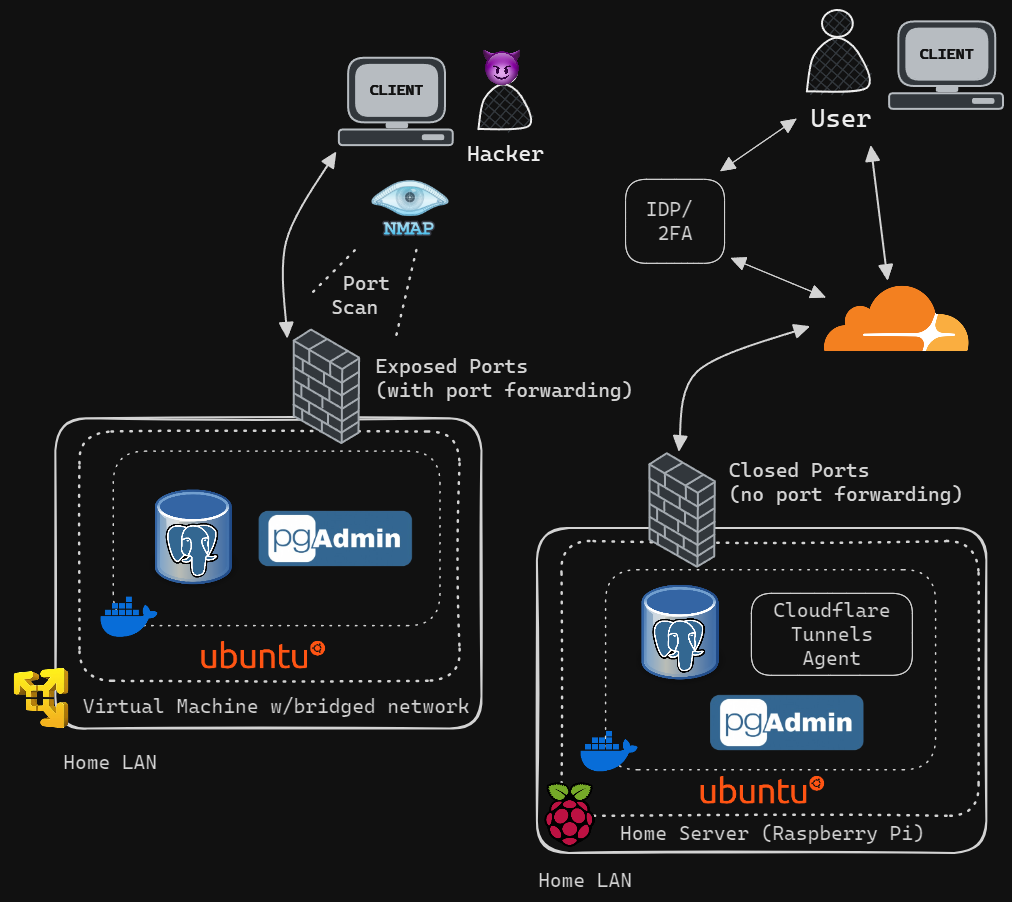 CLIENT
Hacker
NMAP
Port
Scan
Exposed Ports
(with port forwarding)
pgAdmin
ubuntu
Virtual Machine w/bridged network
Home LAN
CLIENT
User
IDP/
2FA
Closed Ports
(no port forwarding)
Cloudflare
Tunnels
Agent
pgAdmin
ubuntu
Home Server (Raspberry Pi)
Home LAN